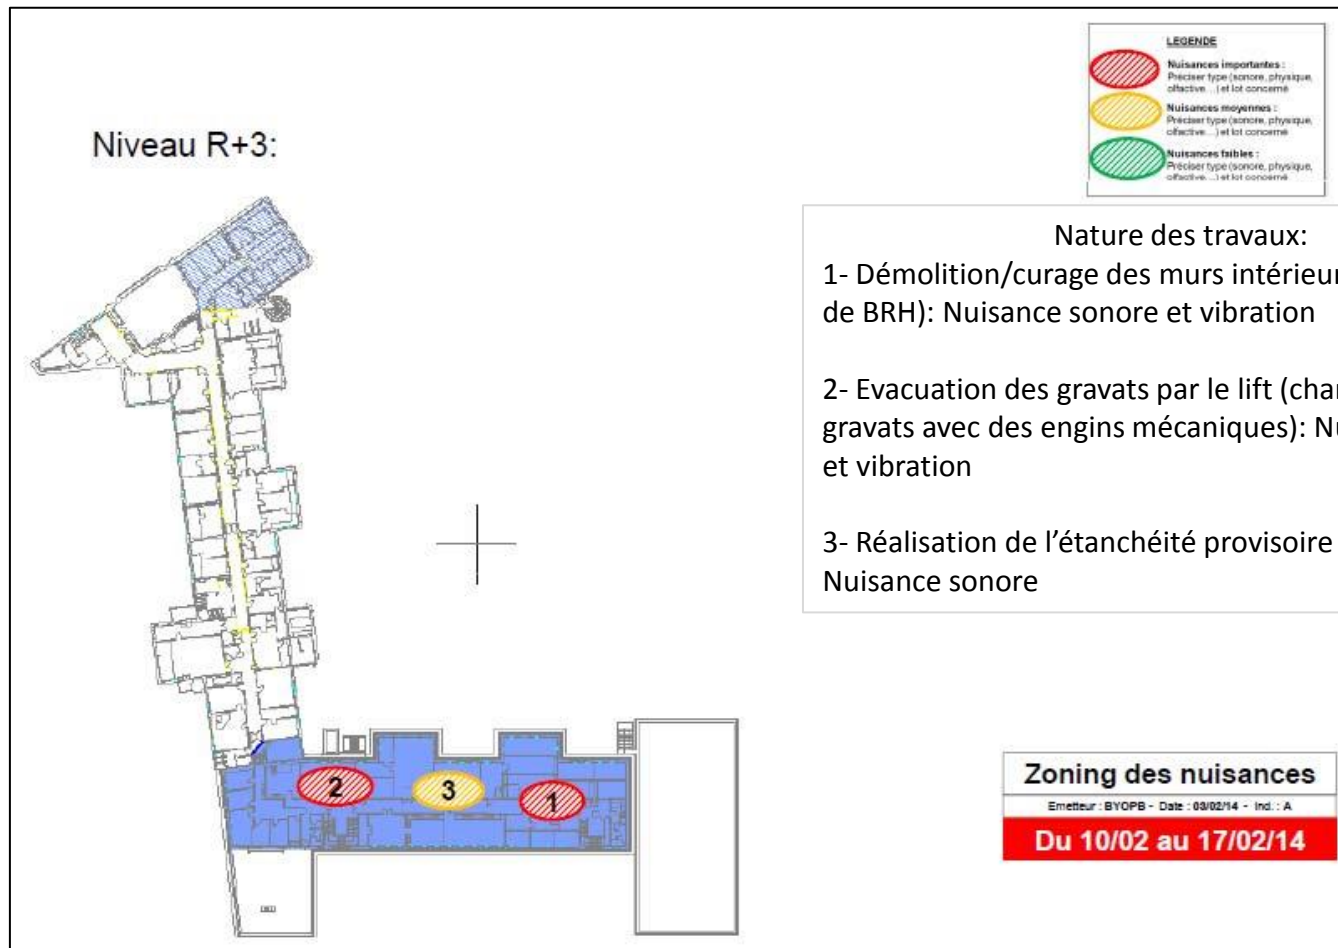 Niveau R+3:
LEGENDE
Nuisances importantes :
Préciser type (sonore, physique,
olfactive...) et lot concerné
Nuisances moyennes :
Préciser type (sonore, physique,
olfactive...) et lot concerné
Nuisances faibles :
Préciser type (sonore, physique,
olfactive...) et lot concerné
Nature des travaux:
1- Démolition/curage des murs intérieur
de BRH): Nuisance sonore et vibration
2- Evacuation des gravats par le lift (char
gravats avec des engins mécaniques): Nu
et vibration
3- Réalisation de l'étanchéité provisoire
Nuisance sonore
2
3
1
Zoning des nuisances
Emetteur : BYOPB - Date : 03/02/14 - Ind. : A
Du 10/02 au 17/02/14